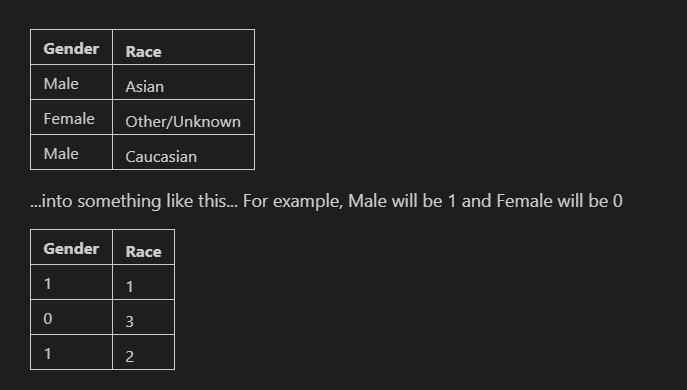 Gender Race
Male Asian
Female Other/Unknown
Male Caucasian
...into something like this... For example, Male will be 1 and Female will be 0
Gender Race
1 1
0 3
1 2